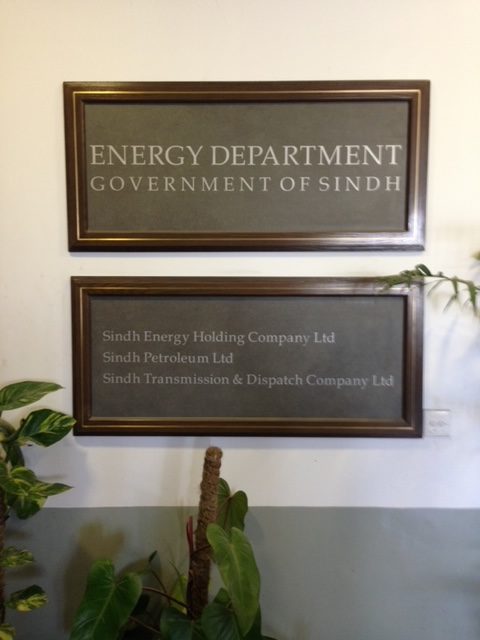 ENERGY DEPARTMENT
GOVERNMENT OF SINDH
Sindh Energy Holding Company Ltd
Sindh Petroleum Ltd
Sindh Transmission & Dispatch Company Ltd